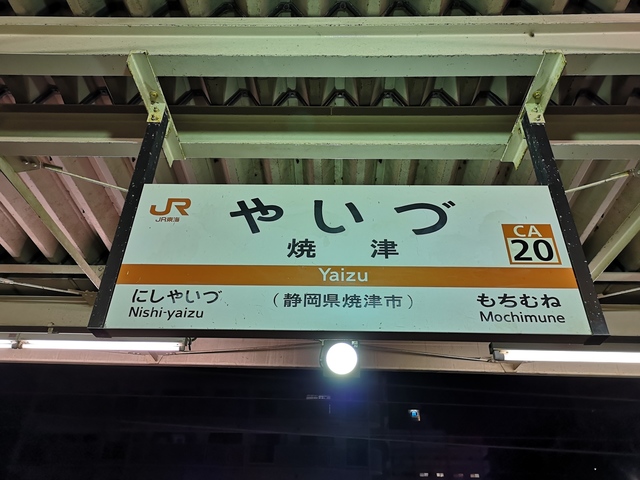 JR
JR東海
やいづ
焼津
CA
20
Yaizu
にしやいづ
Nishi-yaizu
(静岡県焼津市)
もちむね
Mochimune